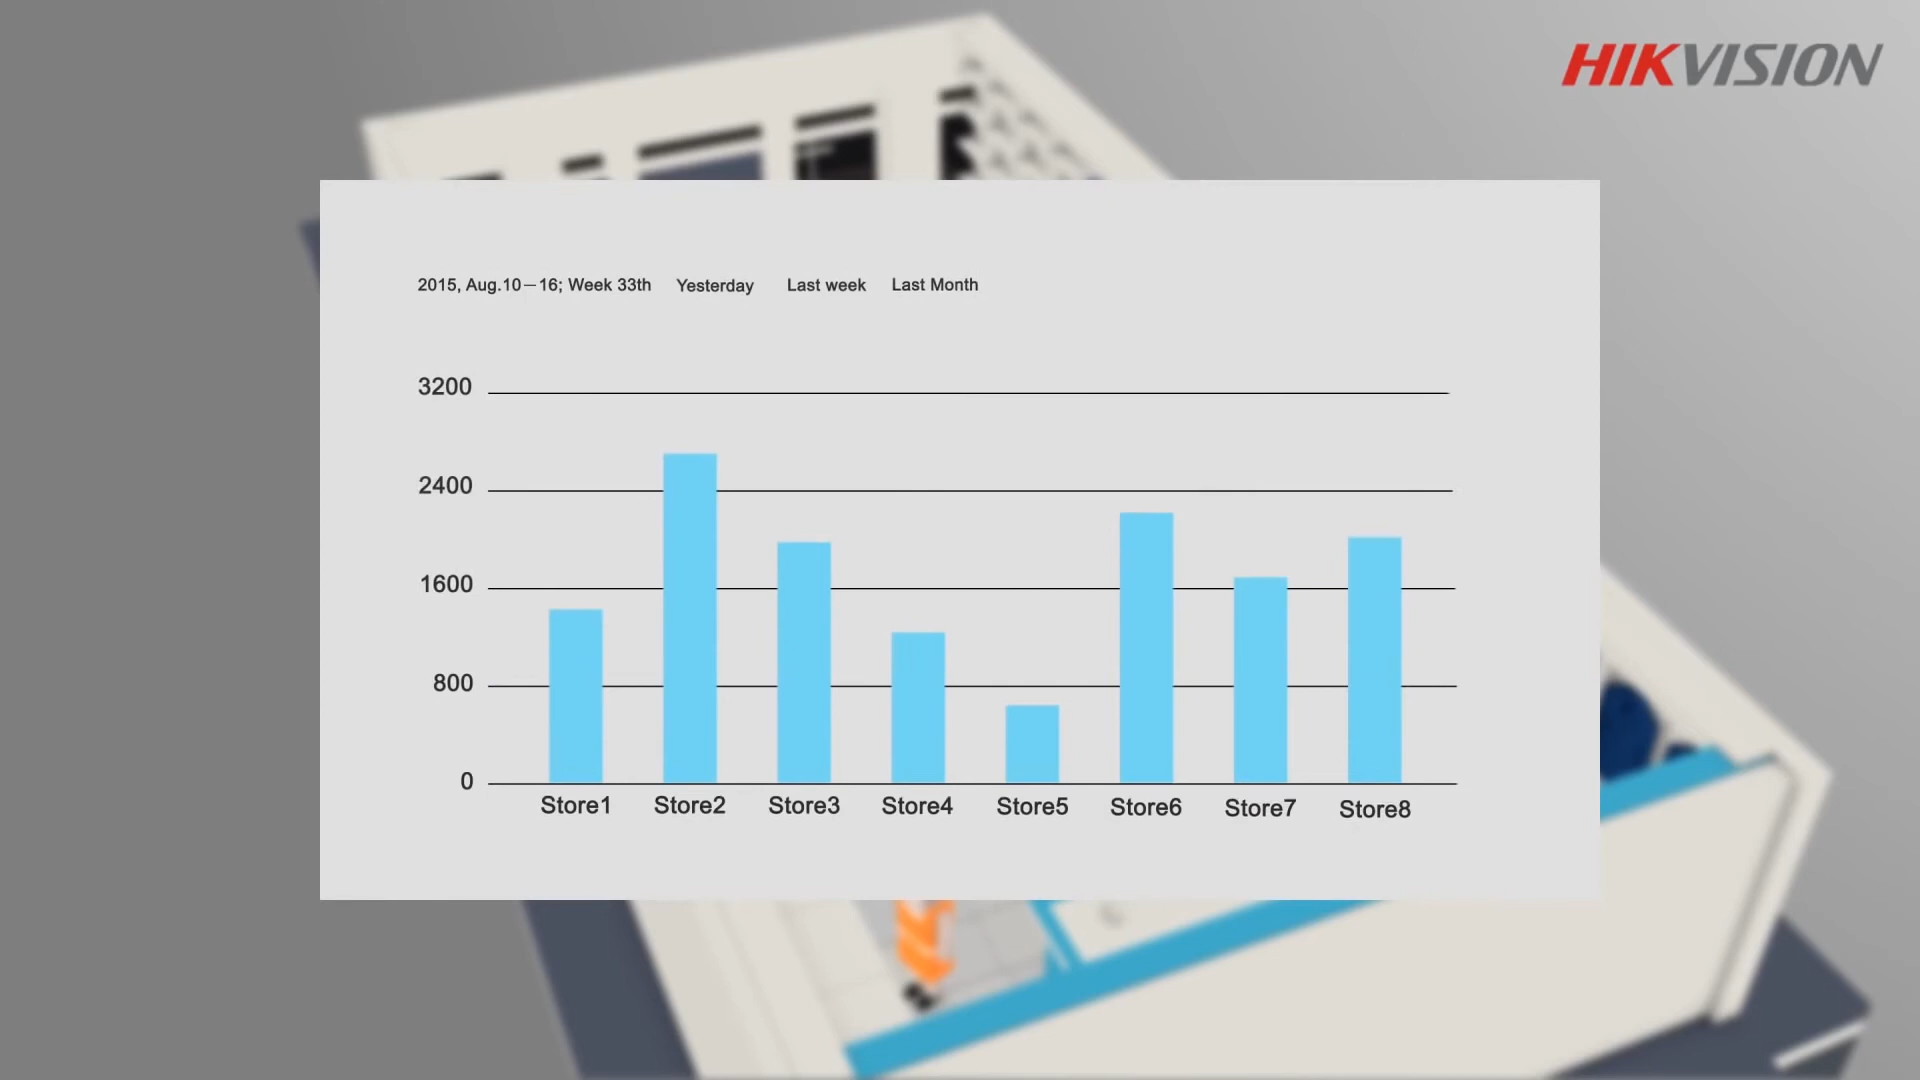 HIKVISION
2015, Aug.10－16; Week 33th Yesterday Last week Last Month
3200
2400
1600
800
0
Store1 Store2 Store3 Store4 Store5 Store6 Store7 Store8